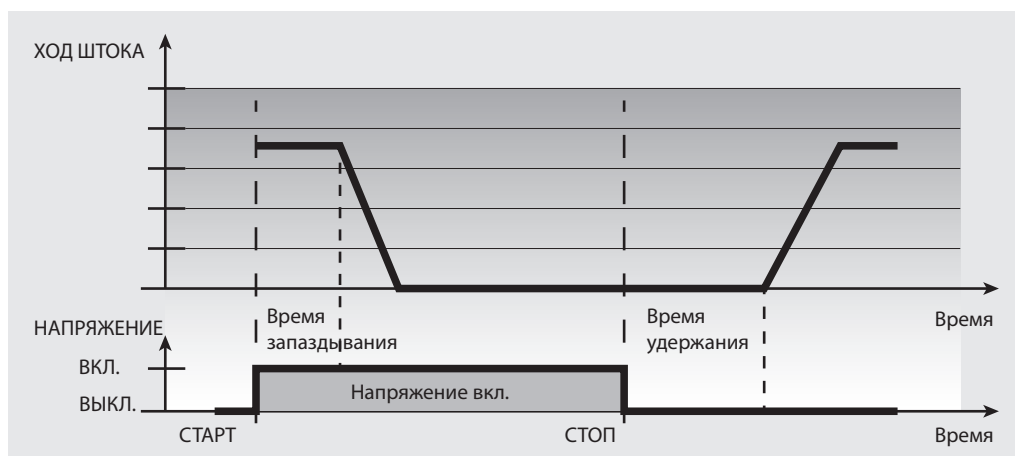 ХОД ШТОКА
Время
запаздывания
Время
удержания
Время
НАПРЯЖЕНИЕ
ВКЛ.
Напряжение вкл.
ВЫКЛ.
СТАРТ
СТОП
Время